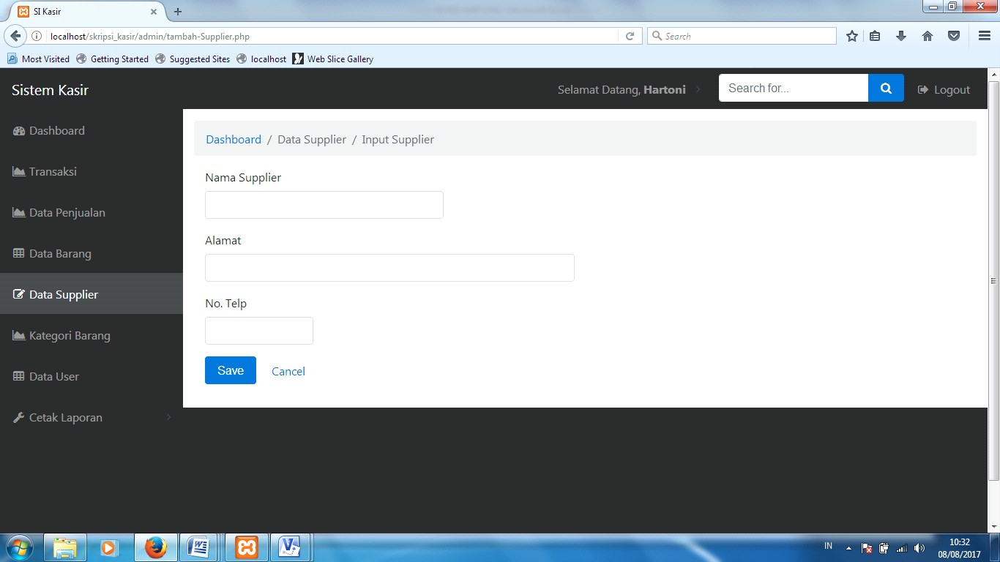 SI Kasir
localhost/skripsi_kasir/admin/tambah-Supplier.php
Search
Most Visited Getting Started Suggested Sites localhost Web Slice Gallery
Sistem Kasir
Selamat Datang, Hartoni
Search for...
Logout
Dashboard
Transaksi
Data Penjualan
Data Barang
Data Supplier
Kategori Barang
Data User
Cetak Laporan
Dashboard / Data Supplier / Input Supplier
Nama Supplier
Alamat
No. Telp
Save Cancel
IN
10:32
08/08/2017